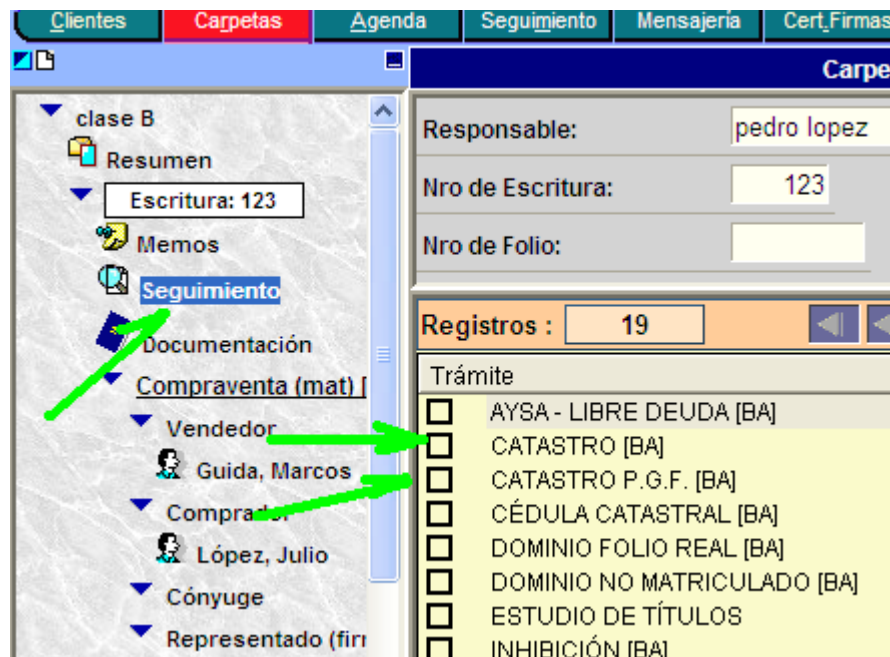 Clientes Carpetas Agenda Seguimiento Mensajería Cert.Firmas
Carpe
clase B
Resumen
Escritura: 123
Memos
Seguimiento
Documentación
Compraventa (mat) [
Vendedor
Guida, Marcos
Comprador
López, Julio
Cónyuge
Representado (firr
Responsable: pedro lopez
Nro de Escritura: 123
Nro de Folio:
Registros : 19
Trámite
AYSA - LIBRE DEUDA [BA]
CATASTRO [BA]
CATASTRO P.G.F. [BA]
CÉDULA CATASTRAL [BA]
DOMINIO FOLIO REAL [BA]
DOMINIO NO MATRICULADO [BA]
ESTUDIO DE TÍTULOS
INHIBICIÓN [BA]